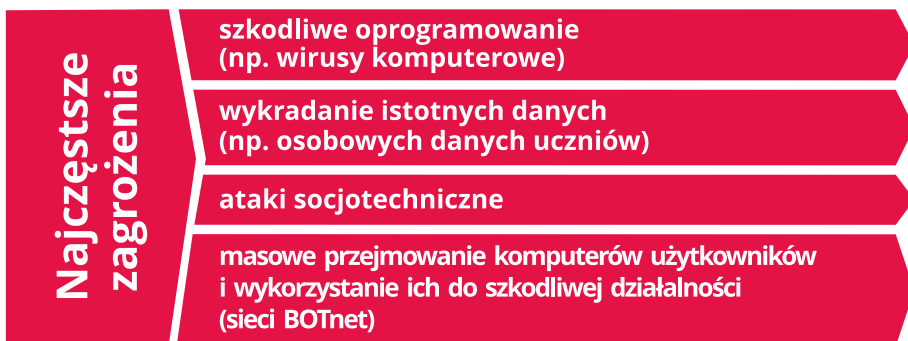 Najczęstsze
zagrożenia
szkodliwe oprogramowanie
(np. wirusy komputerowe)
wykradanie istotnych danych
(np. osobowych danych uczniów)
ataki socjotechniczne
masowe przejmowanie komputerów użytkowników
i wykorzystanie ich do szkodliwej działalności
(sieci BOTnet)